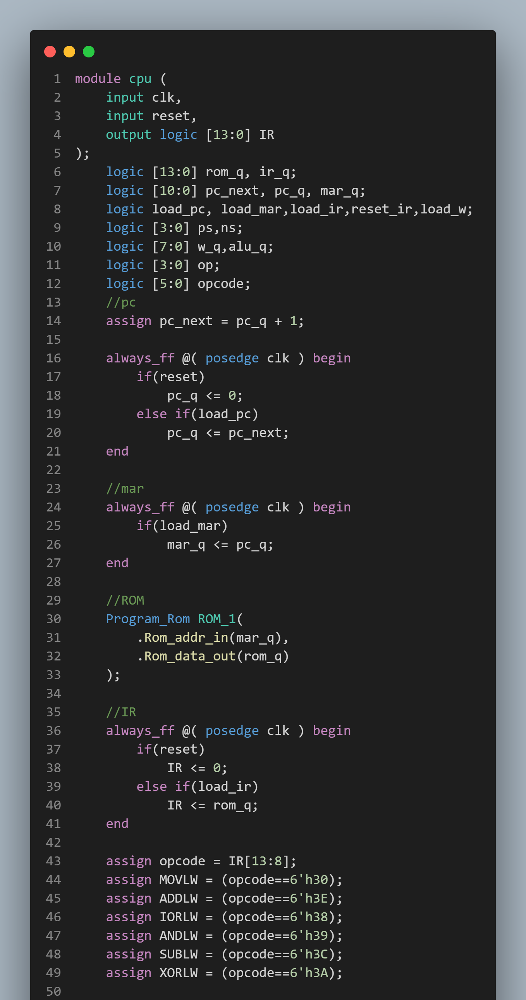 1 module cpu (
2     input clk,
3     input reset,
4     output logic [13:0] IR
5 );
6     logic [13:0] rom_q, ir_q;
7     logic [10:0] pc_next, pc_q, mar_q;
8     logic load_pc, load_mar,load_ir,reset_ir,load_w;
9     logic [3:0] ps,ns;
10     logic [7:0] w_q,alu_q;
11     logic [3:0] op;
12     logic [5:0] opcode;
13     //pc
14     assign pc_next = pc_q + 1;
15
16     always_ff @( posedge clk ) begin
17         if(reset)
18             pc_q <= 0;
19         else if(load_pc)
20             pc_q <= pc_next;
21     end
22
23     //mar
24     always_ff @( posedge clk ) begin
25         if(load_mar)
26             mar_q <= pc_q;
27     end
28
29     //ROM
30     Program_Rom ROM_1(
31         .Rom_addr_in(mar_q),
32         .Rom_data_out(rom_q)
33     );
34
35     //IR
36     always_ff @( posedge clk ) begin
37         if(reset)
38             IR <= 0;
39         else if(load_ir)
40             IR <= rom_q;
41     end
42
43     assign opcode = IR[13:8];
44     assign MOVLW = (opcode==6'h30);
45     assign ADDLW = (opcode==6'h3E);
46     assign IORLW = (opcode==6'h38);
47     assign ANDLW = (opcode==6'h39);
48     assign SUBLW = (opcode==6'h3C);
49     assign XORLW = (opcode==6'h3A);
50